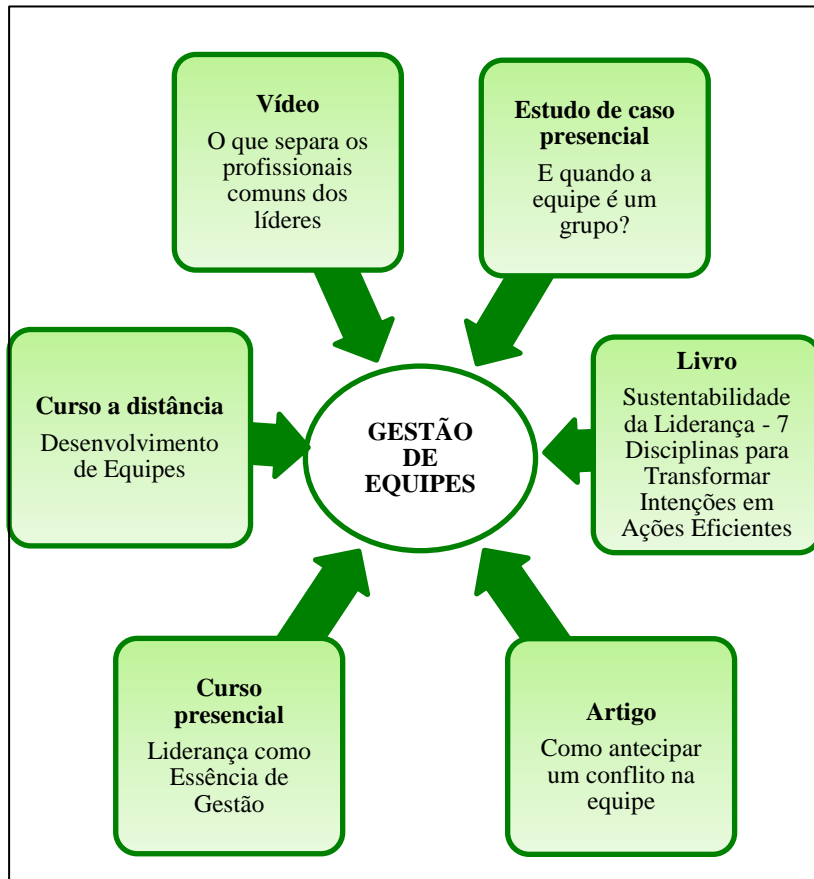 Vídeo
O que separa os
profissionais
comuns dos
líderes
Estudo de caso
presencial
E quando a
equipe é um
grupo?
Curso a distância
Desenvolvimento
de Equipes
GESTÃO
DE
EQUIPES
Livro
Sustentabilidade
da Liderança - 7
Disciplinas para
Transformar
Intenções em
Ações Eficientes
Curso
presencial
Liderança como
Essência de
Gestão
Artigo
Como antecipar
um conflito na
equipe